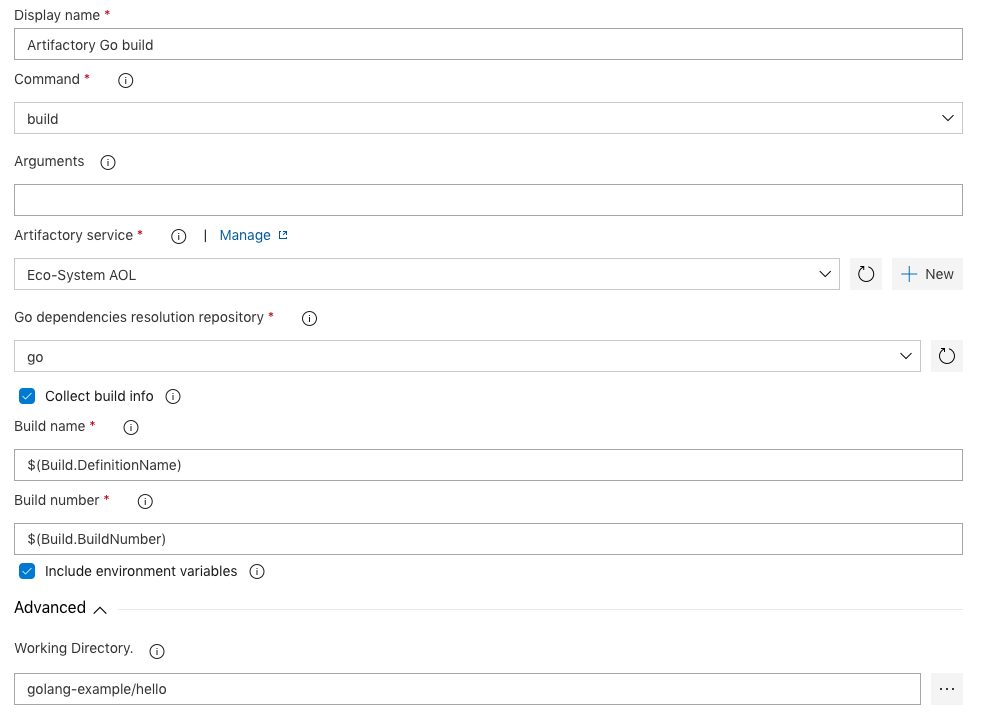 Display name *
Artifactory Go build
Command *
build
Arguments
Artifactory service * | Manage
Eco-System AOL
New
Go dependencies resolution repository *
go
Collect build info
Build name *
$(Build.DefinitionName)
Build number *
$(Build.BuildNumber)
Include environment variables
Advanced
Working Directory.
golang-example/hello
...